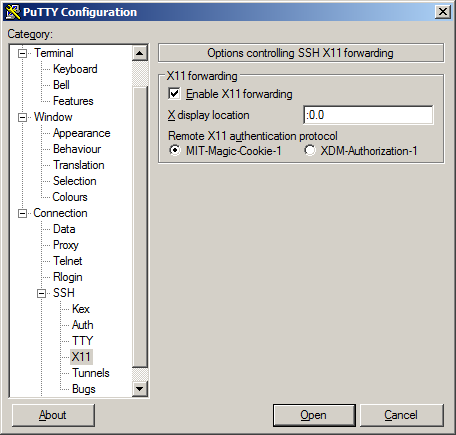 PuTTY Configuration
Category:
Terminal
Keyboard
Bell
Features
Window
Appearance
Behaviour
Translation
Selection
Colours
Connection
Data
Proxy
Telnet
Rlogin
SSH
Kex
Auth
TTY
X11
Tunnels
Bugs
Options controlling SSH X11 forwarding
X11 forwarding
Enable X11 forwarding
X display location :0.0
Remote X11 authentication protocol
MIT-Magic-Cookie-1 XDM-Authorization-1
About Open Cancel